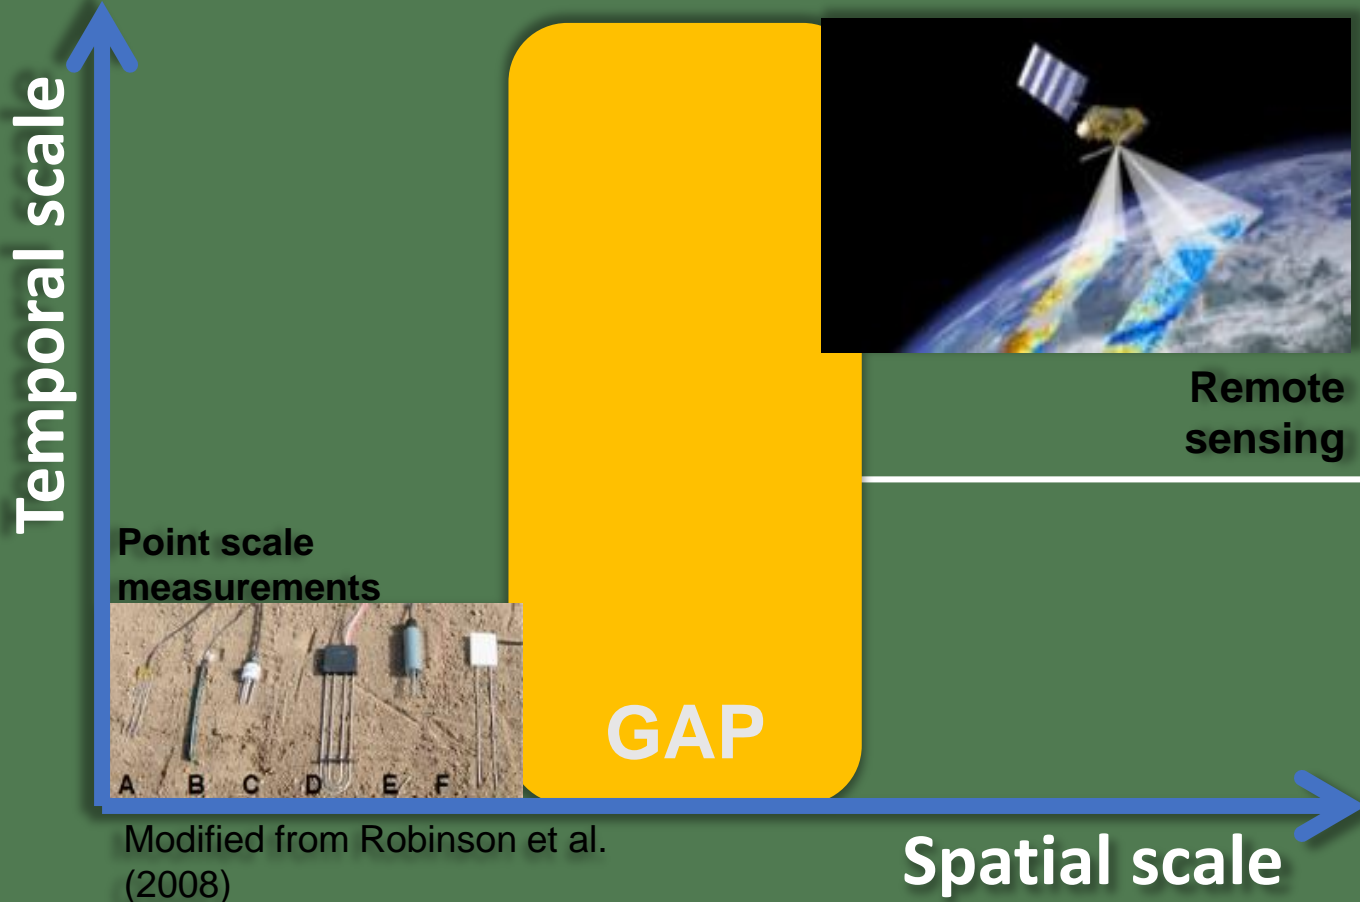 Temporal scale
Remote
sensing
Point scale
measurements
A B C D E F
GAP
Modified from Robinson et al.
(2008)
Spatial scale